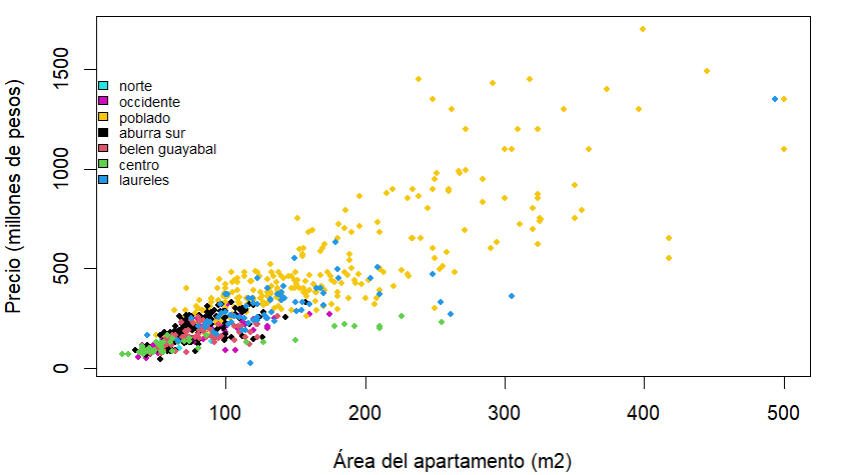 Precio (millones de pesos)
1500
1000
500
0
norte
occidente
poblado
aburra sur
belen guayabal
centro
laureles
100 200 300 400 500
Área del apartamento (m2)